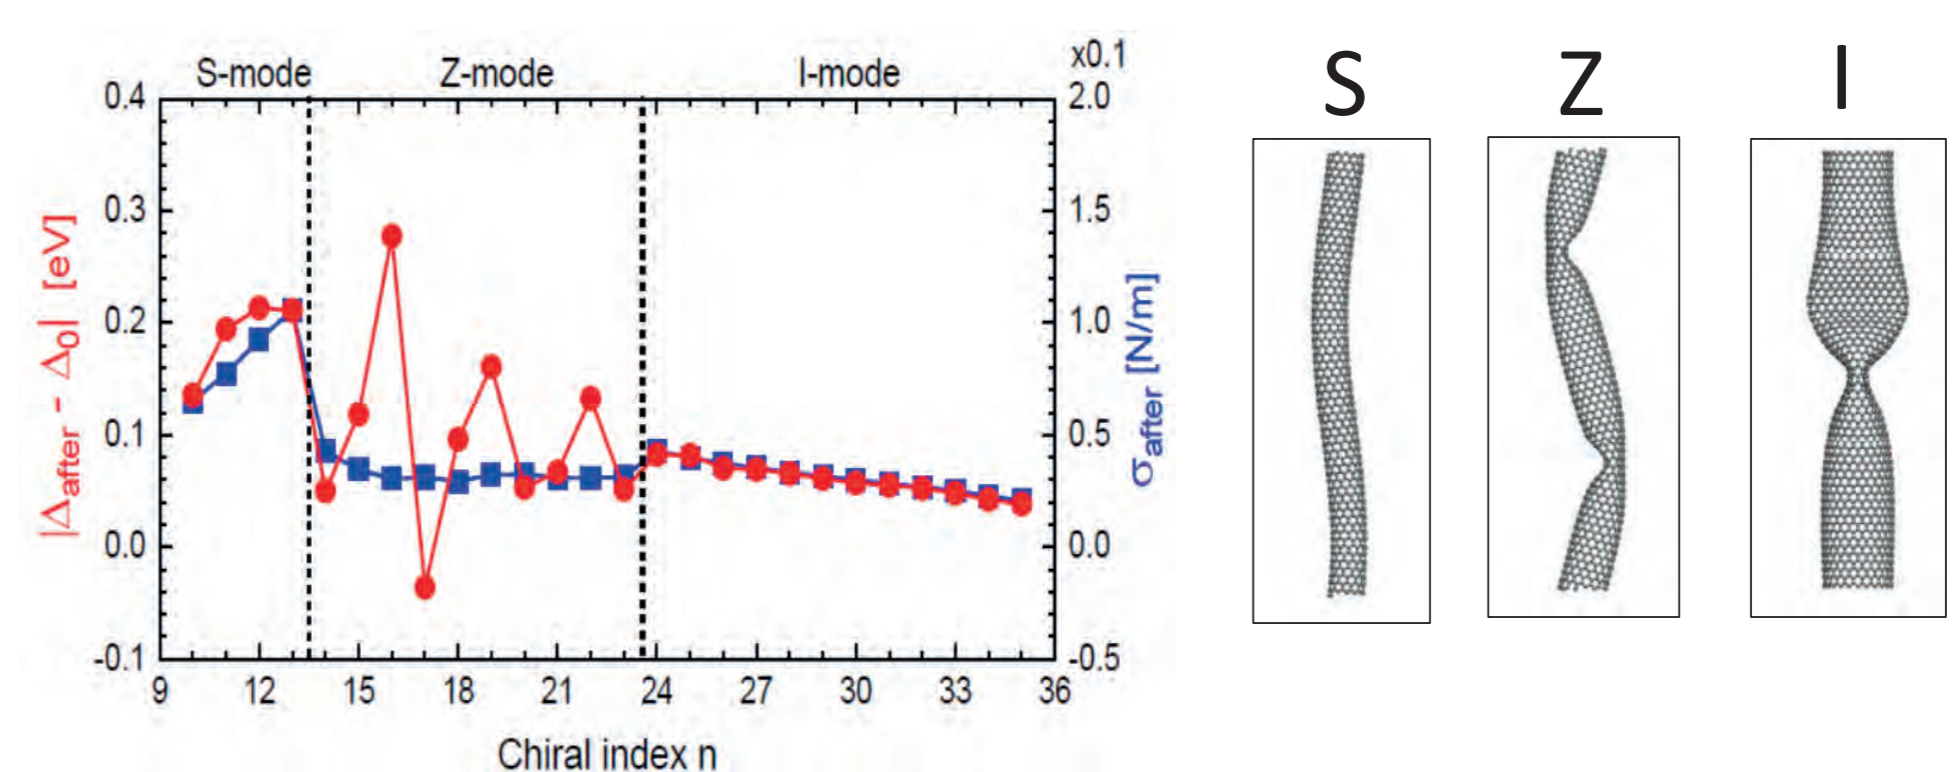 S-mode
Z-mode
I-mode
x0.1
0.4
0.3
0.2
0.1
0.0
-0.1
2.0
1.5
1.0
0.5
0.0
-0.5
9 12 15 18 21 24 27 30 33 36
Chiral index n
|Δafter - Δ0| [eV]
σafter [N/m]
S
Z
I